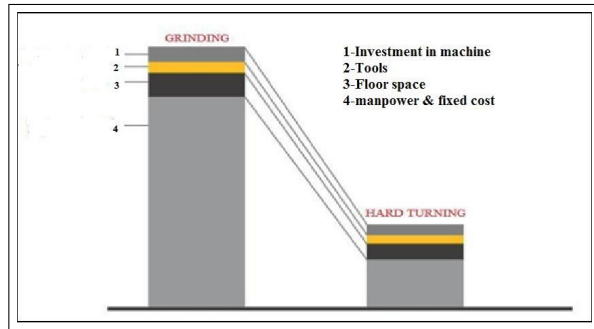 GRINDING
1
2
3
4
1-Investment in machine
2-Tools
3-Floor space
4-manpower & fixed cost
HARD TURNING